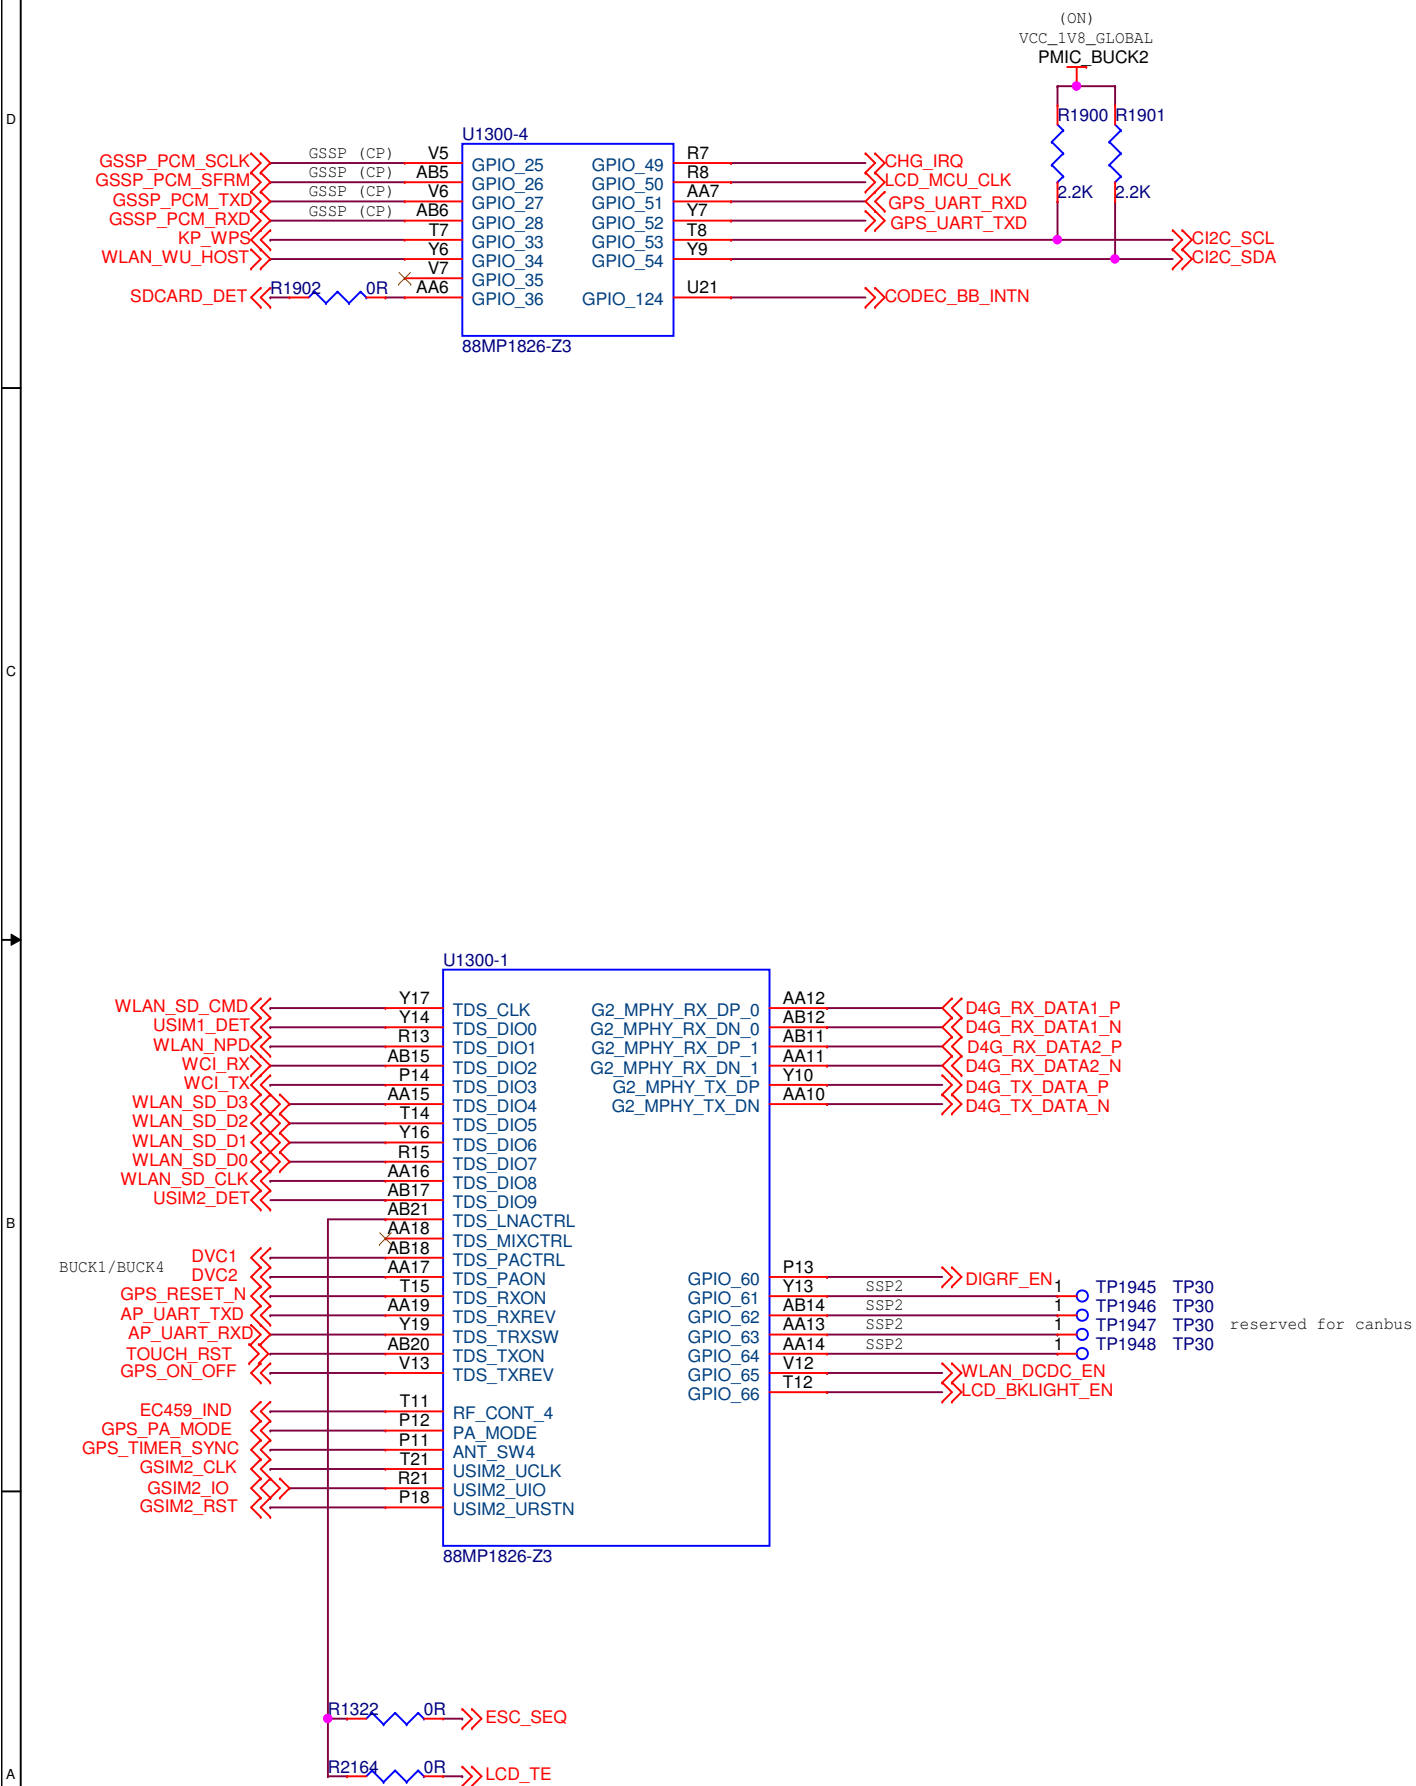 (ON)
VCC_1V8_GLOBAL
PMIC_BUCK2
D
R1900 R1901
2.2K 2.2K
U1300-4
GSSP_PCM_SCLK GSSP (CP) V5 GPIO_25 GPIO_49 R7 CHG_IRQ
GSSP_PCM_SFRM GSSP (CP) AB5 GPIO_26 GPIO_50 R8 LCD_MCU_CLK
GSSP_PCM_TXD GSSP (CP) V6 GPIO_27 GPIO_51 AA7 GPS_UART_RXD
GSSP_PCM_RXD GSSP (CP) AB6 GPIO_28 GPIO_52 Y7 GPS_UART_TXD
KP_WPS T7 GPIO_33 GPIO_53 T8 CI2C_SCL
WLAN_WU_HOST Y6 GPIO_34 GPIO_54 Y9 CI2C_SDA
V7 GPIO_35
SDCARD_DET R1902 0R AA6 GPIO_36 GPIO_124 U21 CODEC_BB_INTN
88MP1826-Z3
C
U1300-1
WLAN_SD_CMD Y17 TDS_CLK G2_MPHY_RX_DP_0 AA12 D4G_RX_DATA1_P
USIM1_DET Y14 TDS_DIO0 G2_MPHY_RX_DN_0 AB12 D4G_RX_DATA1_N
WLAN_NPD R13 TDS_DIO1 G2_MPHY_RX_DP_1 AB11 D4G_RX_DATA2_P
WCI_RX AB15 TDS_DIO2 G2_MPHY_RX_DN_1 AA11 D4G_RX_DATA2_N
WCI_TX P14 TDS_DIO3 G2_MPHY_TX_DP Y10 D4G_TX_DATA_P
WLAN_SD_D3 AA15 TDS_DIO4 G2_MPHY_TX_DN AA10 D4G_TX_DATA_N
WLAN_SD_D2 T14 TDS_DIO5
WLAN_SD_D1 Y16 TDS_DIO6
WLAN_SD_D0 R15 TDS_DIO7
WLAN_SD_CLK AA16 TDS_DIO8
USIM2_DET AB17 TDS_DIO9
B
AB21 TDS_LNACTRL
AA18 TDS_MIXCTRL
DVC1 AB18 TDS_PACTRL
BUCK1/BUCK4
DVC2 AA17 TDS_PAON GPIO_60 P13 DIGRF_EN
GPS_RESET_N T15 TDS_RXON GPIO_61 Y13 SSP2 1 TP1945 TP30
AP_UART_TXD AA19 TDS_RXREV GPIO_62 AB14 SSP2 1 TP1946 TP30
AP_UART_RXD Y19 TDS_TRXSW GPIO_63 AA13 SSP2 1 TP1947 TP30 reserved for canbus
TOUCH_RST AB20 TDS_TXON GPIO_64 AA14 SSP2 1 TP1948 TP30
GPS_ON_OFF V13 TDS_TXREV GPIO_65 V12 WLAN_DCDC_EN
GPIO_66 T12 LCD_BKLIGHT_EN
EC459_IND T11 RF_CONT_4
GPS_PA_MODE P12 PA_MODE
GPS_TIMER_SYNC P11 ANT_SW4
GSIM2_CLK T21 USIM2_UCLK
GSIM2_IO R21 USIM2_UIO
GSIM2_RST P18 USIM2_URSTN
88MP1826-Z3
R1322 0R ESC_SEQ
R2164 0R LCD_TE
A